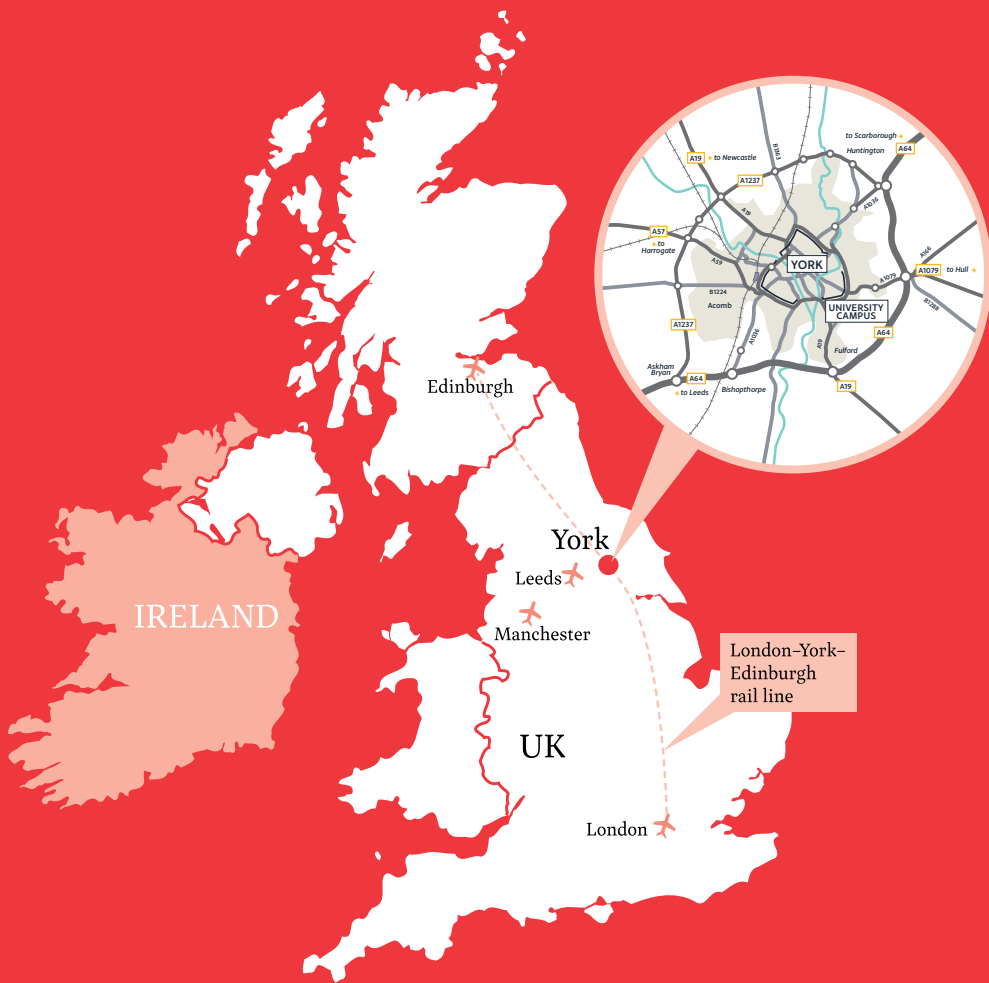 Edinburgh
York
Leeds
Manchester
IRELAND
UK
London
London–York–
Edinburgh
rail line
to Scarborough
Huntington
A64
A19
to Newcastle
B1363
A1237
A19
A1036
A57
to
Harrogate
A59
YORK
A166
A1079
to Hull
A1079
B1288
B1224
Acomb
UNIVERSITY
CAMPUS
A1237
A1036
A19
A64
Fulford
Askham
Bryan
A64
to Leeds
Bishopthorpe
A19